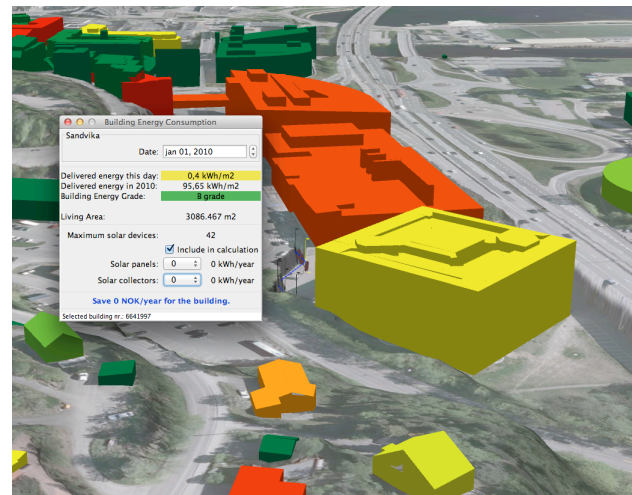 Building Energy Consumption
Sandvika
Date: jan 01, 2010
Delivered energy this day: 0,4 kWh/m2
Delivered energy in 2010: 95,65 kWh/m2
Building Energy Grade: B grade
Living Area: 3086.467 m2
Maximum solar devices: 42
Include in calculation
Solar panels: 0 0 kWh/year
Solar collectors: 0 0 kWh/year
Save 0 NOK/year for the building.
Selected building nr.: 6641997